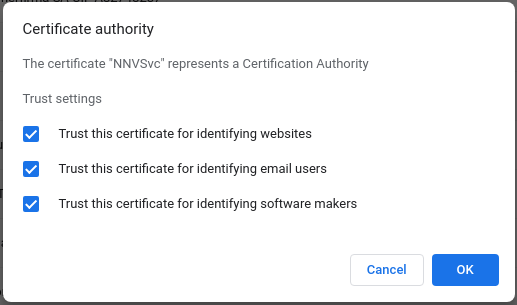 Certificate authority
The certificate "NNVSvc" represents a Certification Authority
Trust settings
Trust this certificate for identifying websites
Trust this certificate for identifying email users
Trust this certificate for identifying software makers
Cancel
OK